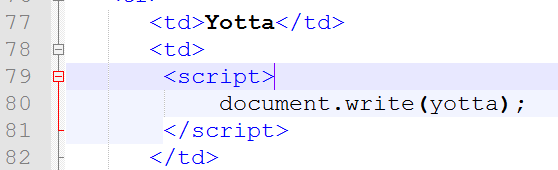 77 <td>Yotta</td>
78 <td>
79 <script>
80 document.write(yotta);
81 </script>
82 </td>